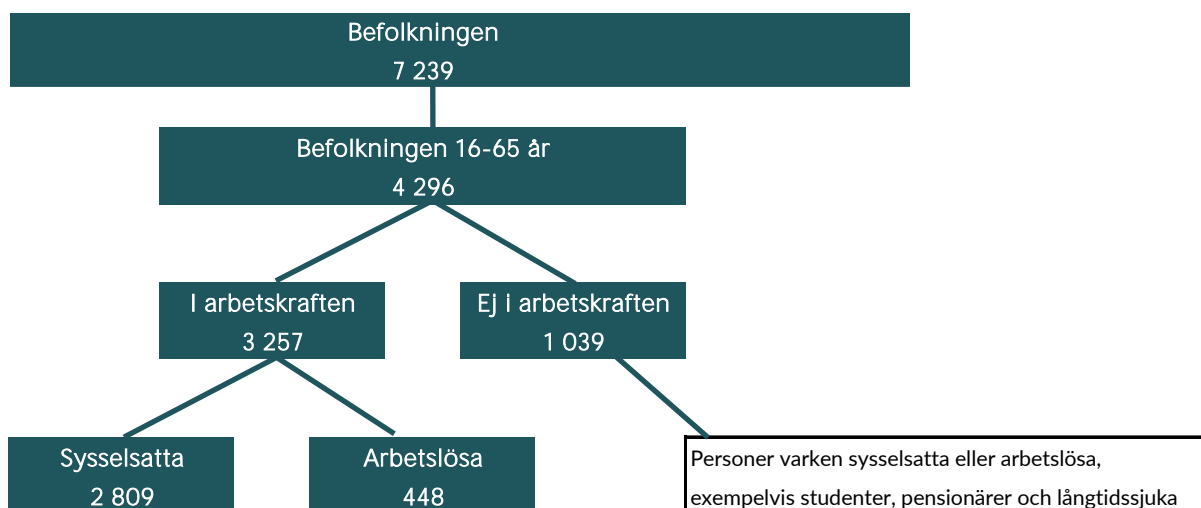 Befolkningen
7 239
Befolkningen 16-65 år
4 296
I arbetskraften
3 257
Ej i arbetskraften
1 039
Sysselsatta
2 809
Arbetslösa
448
Personer varken sysselsatta eller arbetslösa,
exempelvis studenter, pensionärer och långtidssjuka